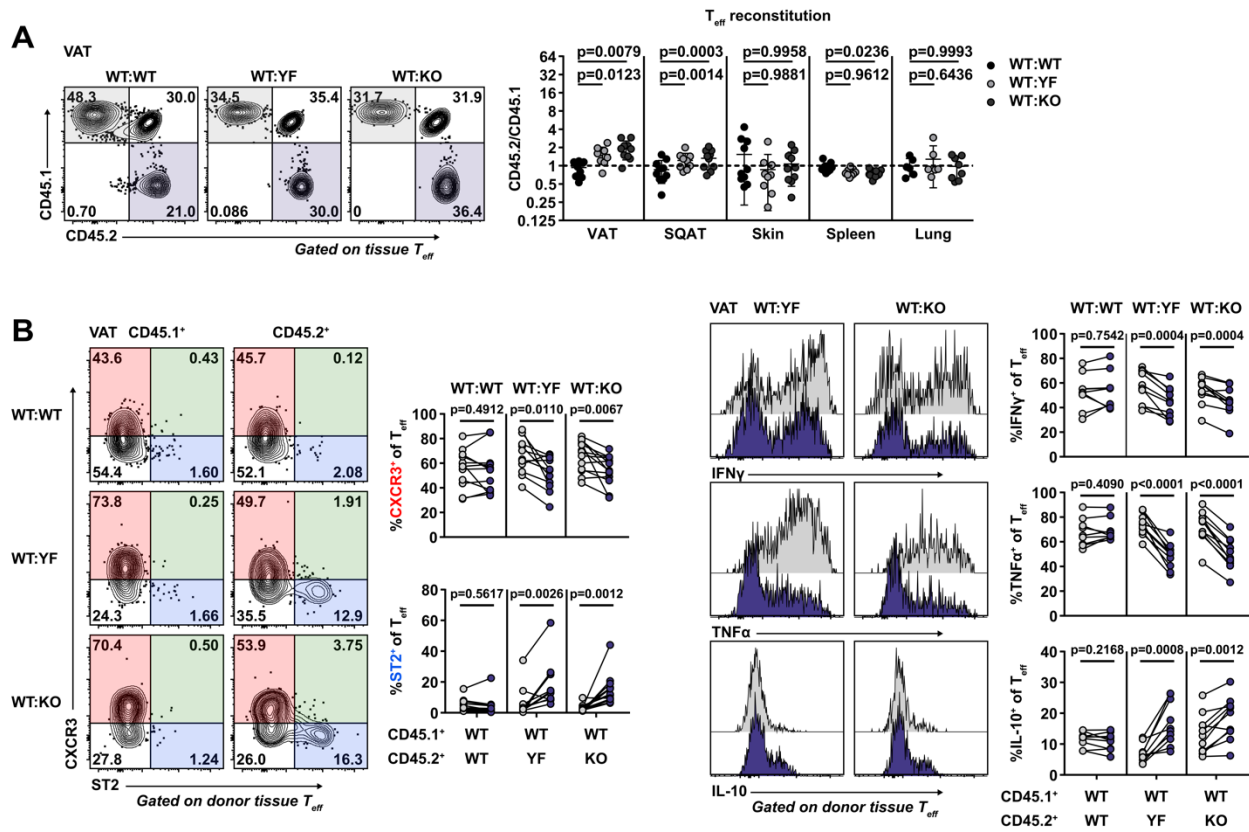 A
VAT
WT:WT WT:YF WT:KO
48.3 30.0 34.5 35.4 31.7 31.9
0.70 21.0 0.086 30.0 0 36.4
CD45.1
CD45.2
Gated on tissue Teff
Teff reconstitution
p=0.0079 p=0.0003 p=0.9958 p=0.0236 p=0.9993
p=0.0123 p=0.0014 p=0.9881 p=0.9612 p=0.6436
WT:WT
WT:YF
WT:KO
CD45.2/CD45.1
64
32
16
8
4
2
1
0.5
0.25
0.125
VAT SQAT Skin Spleen Lung
B
VAT CD45.1+ CD45.2+
WT:WT
43.6 0.43 45.7 0.12
54.4 1.60 52.1 2.08
WT:YF
73.8 0.25 49.7 1.91
24.3 1.66 35.5 12.9
WT:KO
70.4 0.50 53.9 3.75
27.8 1.24 26.0 16.3
CXCR3
ST2
Gated on donor tissue Teff
WT:WT WT:YF WT:KO
p=0.4912 p=0.0110 p=0.0067
%CXCR3+ of Teff
100
80
60
40
20
0
p=0.5617 p=0.0026 p=0.0012
%ST2+ of Teff
80
60
40
20
0
CD45.1+ WT WT WT
CD45.2+ WT YF KO
VAT WT:YF WT:KO
IFNγ
TNFα
IL-10
Gated on donor tissue Teff
WT:WT WT:YF WT:KO
p=0.7542 p=0.0004 p=0.0004
%IFNγ+ of Teff
100
80
60
40
20
0
p=0.4090 p<0.0001 p<0.0001
%TNFα+ of Teff
100
80
60
40
20
0
p=0.2168 p=0.0008 p=0.0012
%IL-10+ of Teff
40
30
20
10
0
CD45.1+ WT WT WT
CD45.2+ WT YF KO